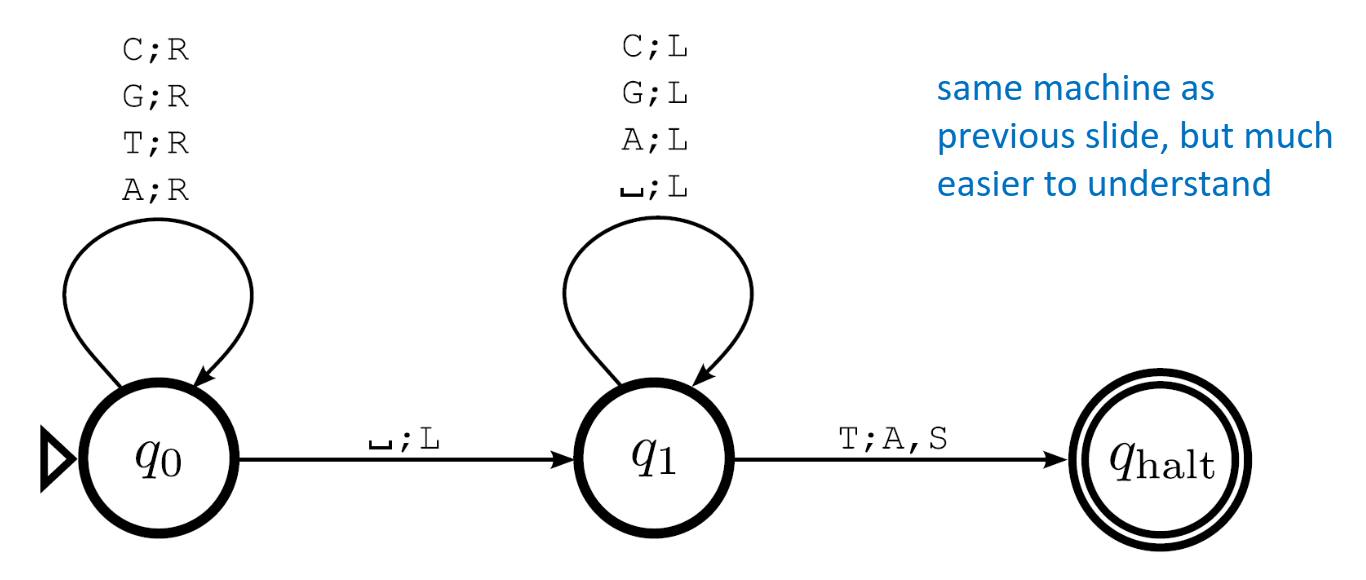 C;R
G;R
T;R
A;R
C;L
G;L
A;L
␣;L
same machine as
previous slide, but much
easier to understand
q0
␣;L
q1
T;A,S
qhalt